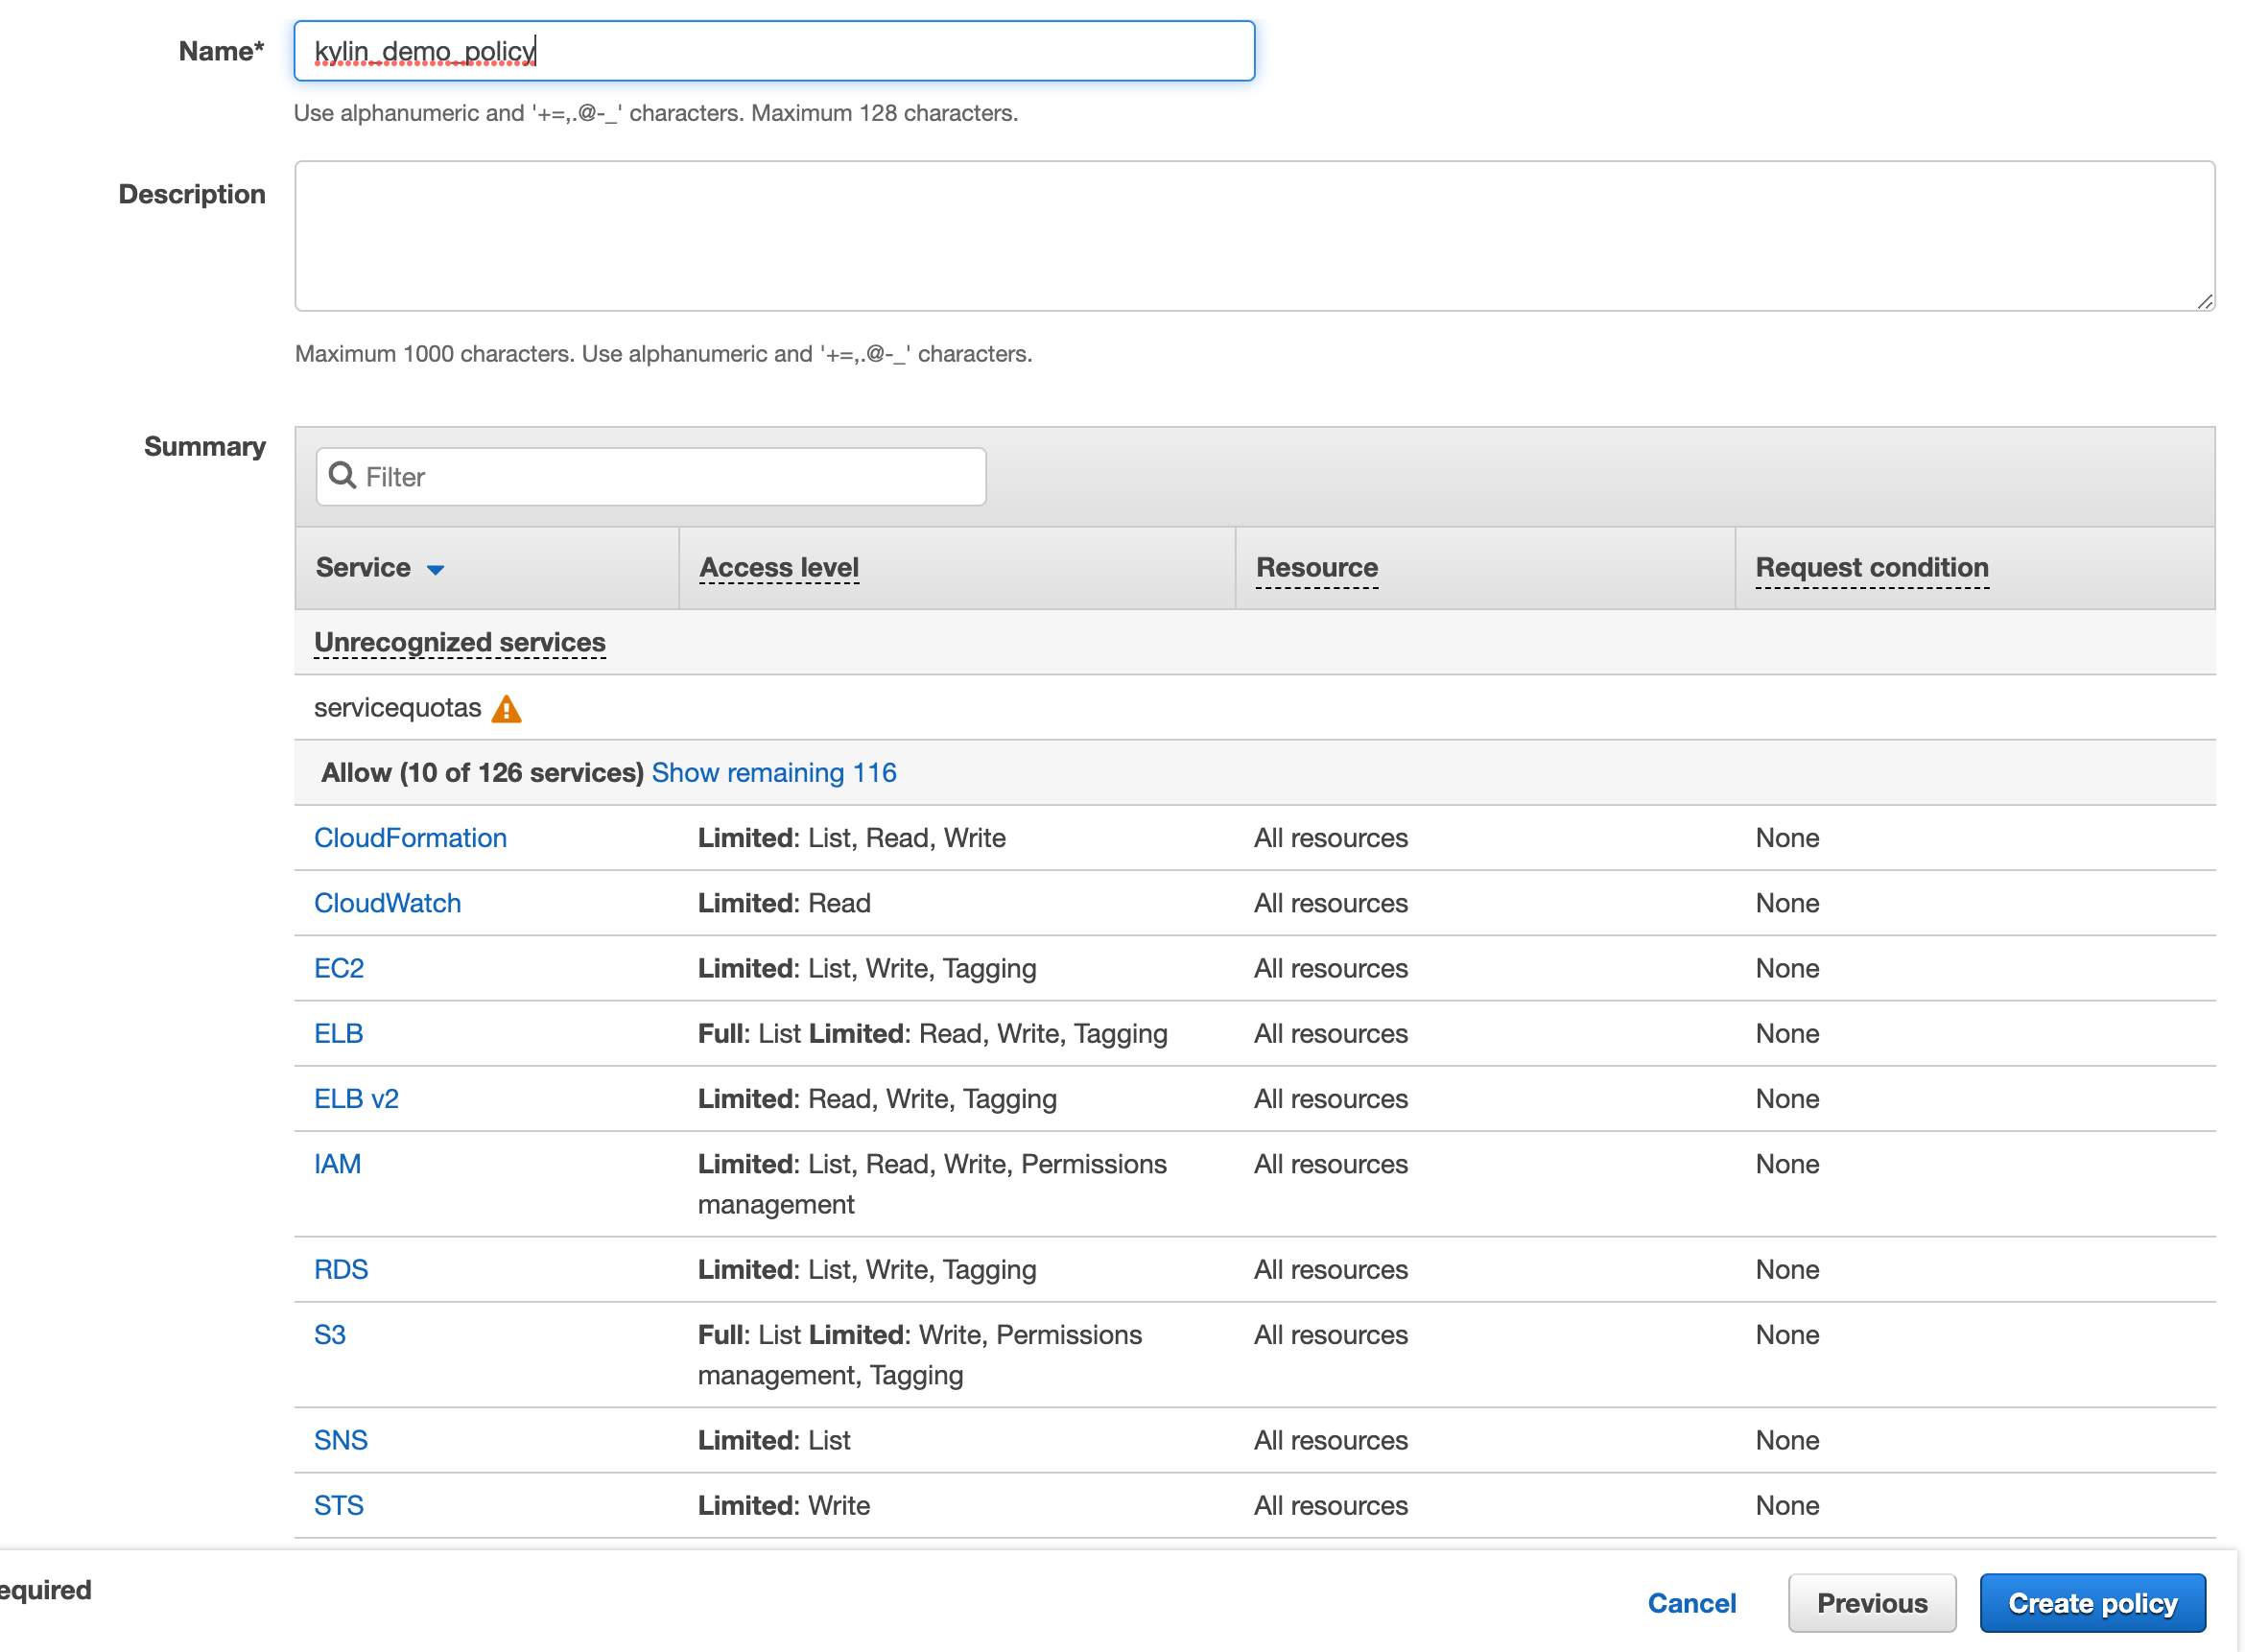 Name* kylin_demo_policy
Use alphanumeric and '+=,.@-_' characters. Maximum 128 characters.
Description
Maximum 1000 characters. Use alphanumeric and '+=,.@-_' characters.
Summary
Filter
Service Access level Resource Request condition
Unrecognized services
servicequotas
Allow (10 of 126 services) Show remaining 116
CloudFormation Limited: List, Read, Write All resources None
CloudWatch Limited: Read All resources None
EC2 Limited: List, Write, Tagging All resources None
ELB Full: List Limited: Read, Write, Tagging All resources None
ELB v2 Limited: Read, Write, Tagging All resources None
IAM Limited: List, Read, Write, Permissions All resources None
management
RDS Limited: List, Write, Tagging All resources None
S3 Full: List Limited: Write, Permissions All resources None
management, Tagging
SNS Limited: List All resources None
STS Limited: Write All resources None
equired
Cancel Previous Create policy